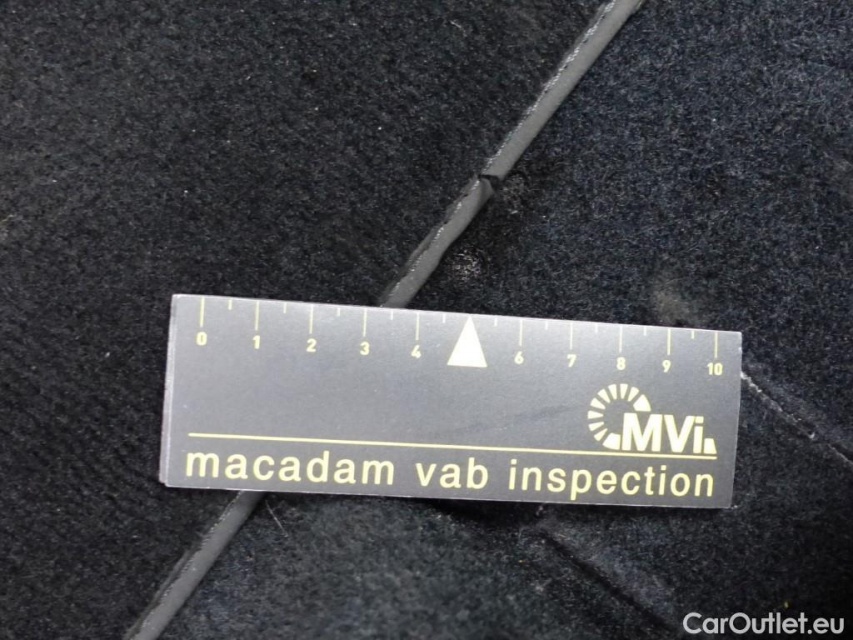 0 1 2 3 4 6 7 8 9 10
MVi
macadam vab inspection
CarOutlet.eu